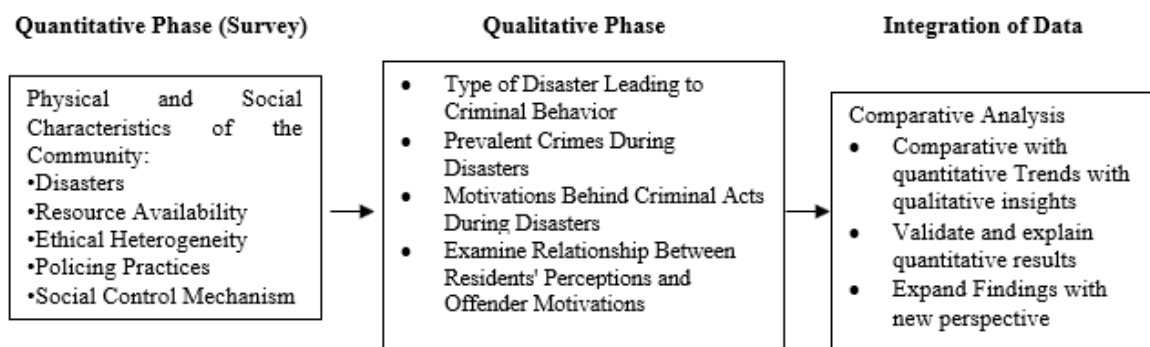 Quantitative Phase (Survey)
Qualitative Phase
Integration of Data
Physical and Social
Characteristics of the
Community:
•Disasters
•Resource Availability
•Ethical Heterogeneity
•Policing Practices
•Social Control Mechanism
● Type of Disaster Leading to
Criminal Behavior
● Prevalent Crimes During
Disasters
● Motivations Behind Criminal Acts
During Disasters
● Examine Relationship Between
Residents' Perceptions and
Offender Motivations
Comparative Analysis
● Comparative with
quantitative Trends with
qualitative insights
● Validate and explain
quantitative results
● Expand Findings with
new perspective